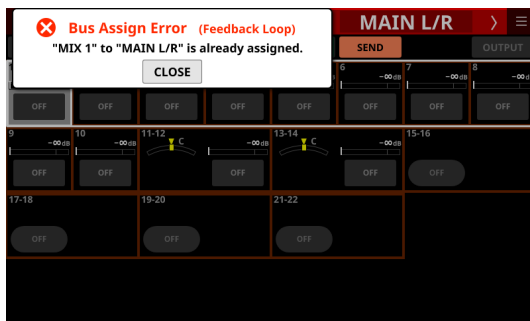 Bus Assign Error (Feedback Loop)
"MIX 1" to "MAIN L/R" is already assigned.
CLOSE
MAIN L/R
SEND
OUTPUT
6 7 8
-∞ dB -∞ dB -∞ d
OFF OFF OFF OFF OFF OFF OFF OFF
9 10 11-12 13-14 15-16
-∞ dB -∞ dB C -∞ dB C -∞ dB
OFF OFF OFF OFF OFF
17-18 19-20 21-22
OFF OFF OFF